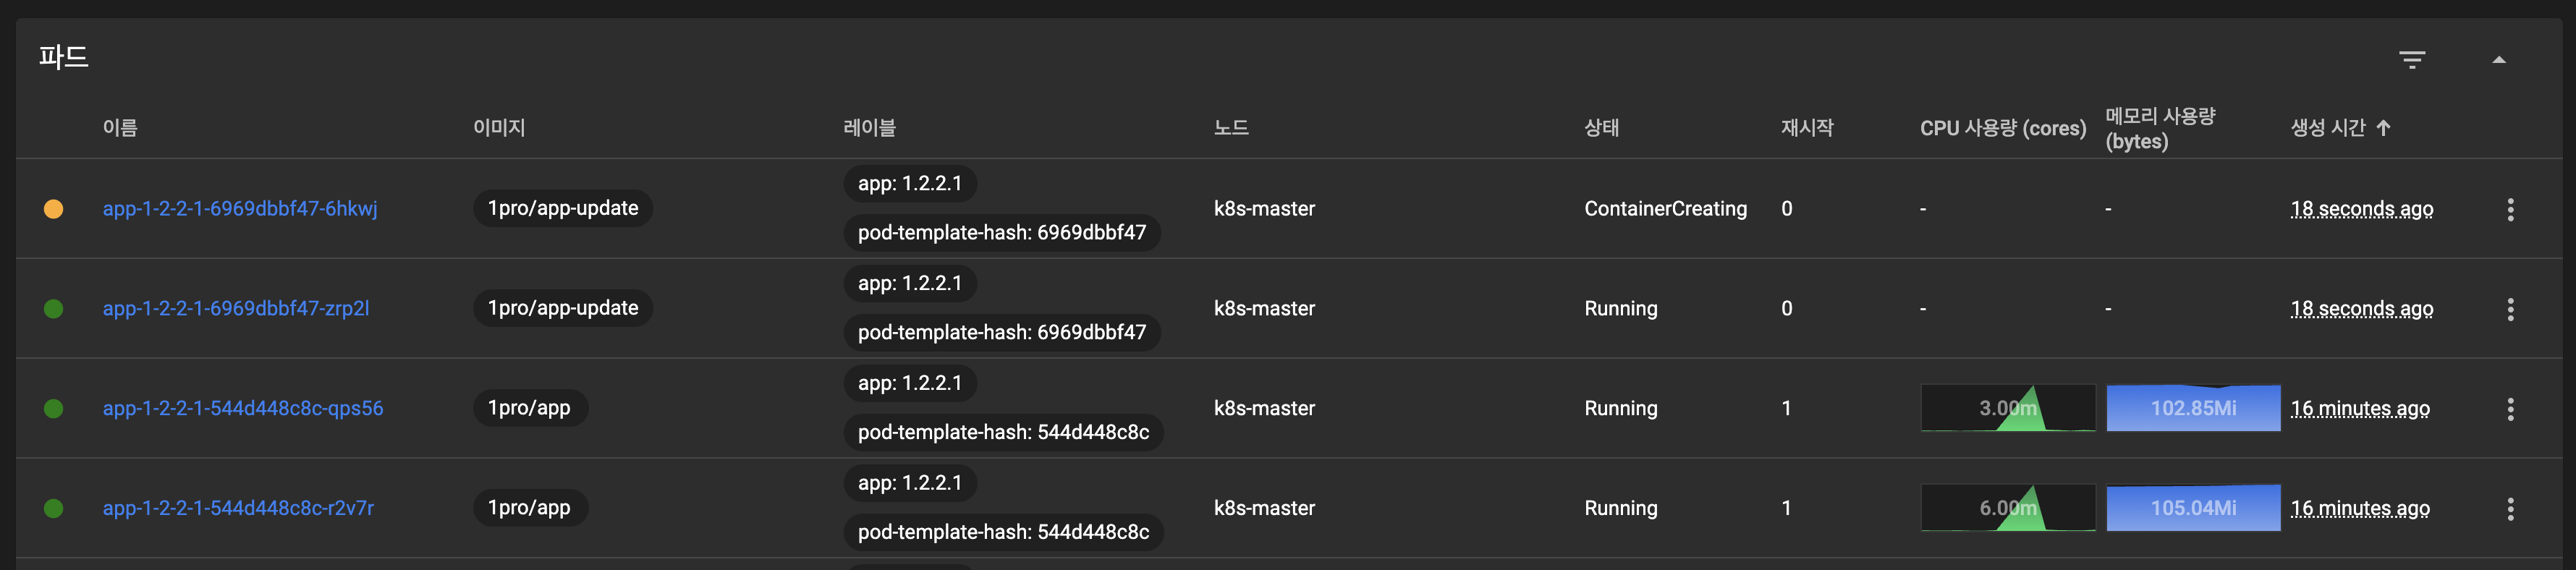 파드
이름 이미지 레이블 노드 상태 재시작 CPU 사용량 (cores) 메모리 사용량 (bytes) 생성 시간
app-1-2-2-1-6969dbbf47-6hkwj 1pro/app-update app: 1.2.2.1 pod-template-hash: 6969dbbf47 k8s-master ContainerCreating 0 - - 18 seconds ago
app-1-2-2-1-6969dbbf47-zrp2l 1pro/app-update app: 1.2.2.1 pod-template-hash: 6969dbbf47 k8s-master Running 0 - - 18 seconds ago
app-1-2-2-1-544d448c8c-qps56 1pro/app app: 1.2.2.1 pod-template-hash: 544d448c8c k8s-master Running 1 3.00m 102.85Mi 16 minutes ago
app-1-2-2-1-544d448c8c-r2v7r 1pro/app app: 1.2.2.1 pod-template-hash: 544d448c8c k8s-master Running 1 6.00m 105.04Mi 16 minutes ago